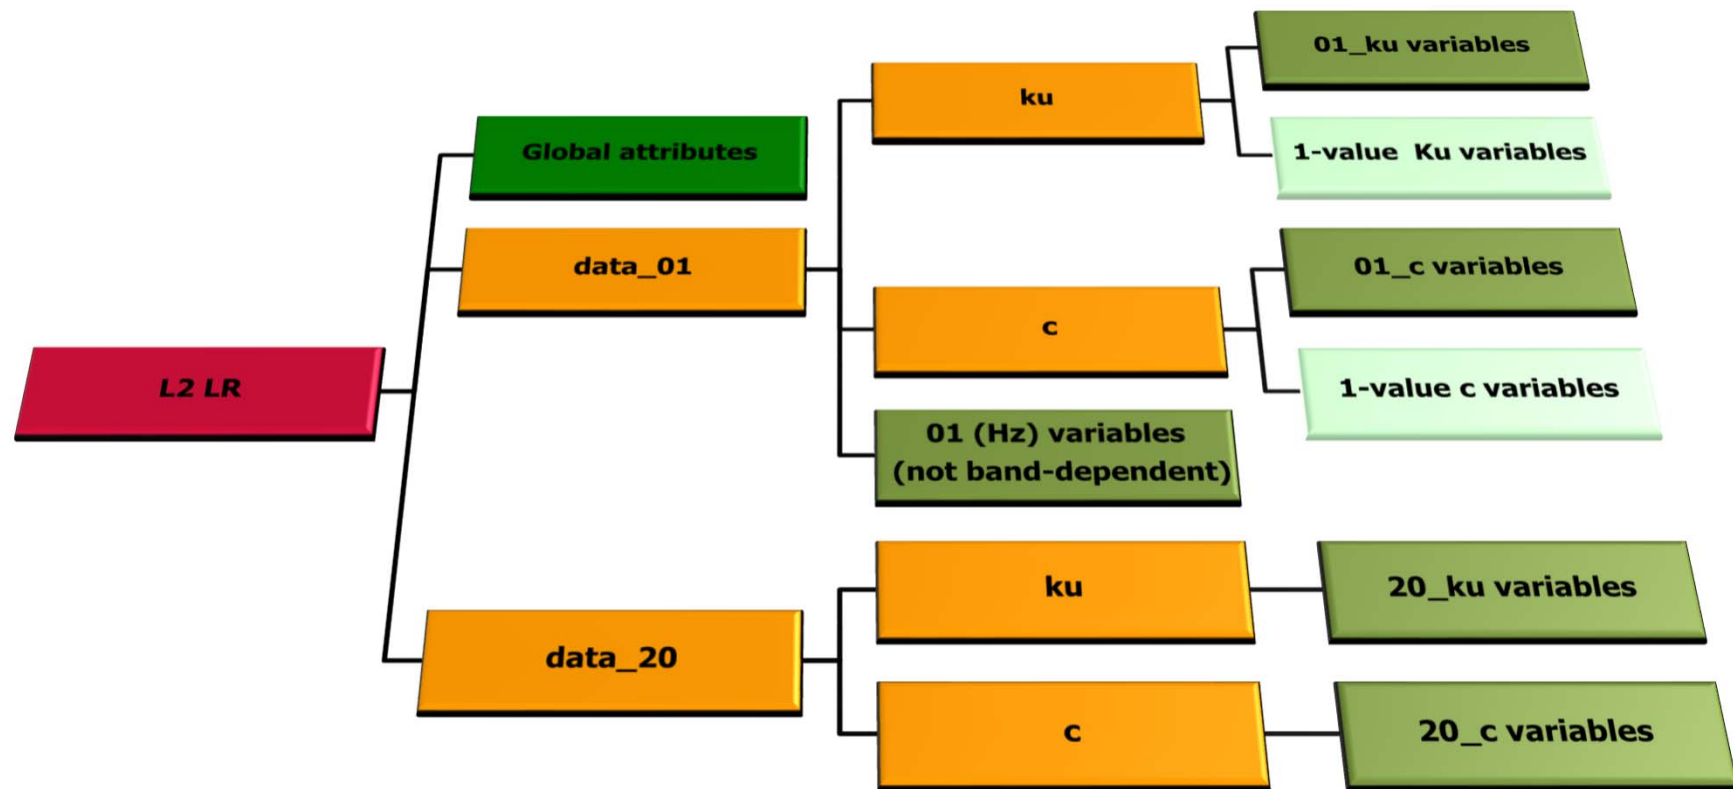 L2 LR
Global attributes
data_01
ku
01_ku variables
1-value Ku variables
c
01_c variables
1-value c variables
01 (Hz) variables
(not band-dependent)
data_20
ku
20_ku variables
c
20_c variables